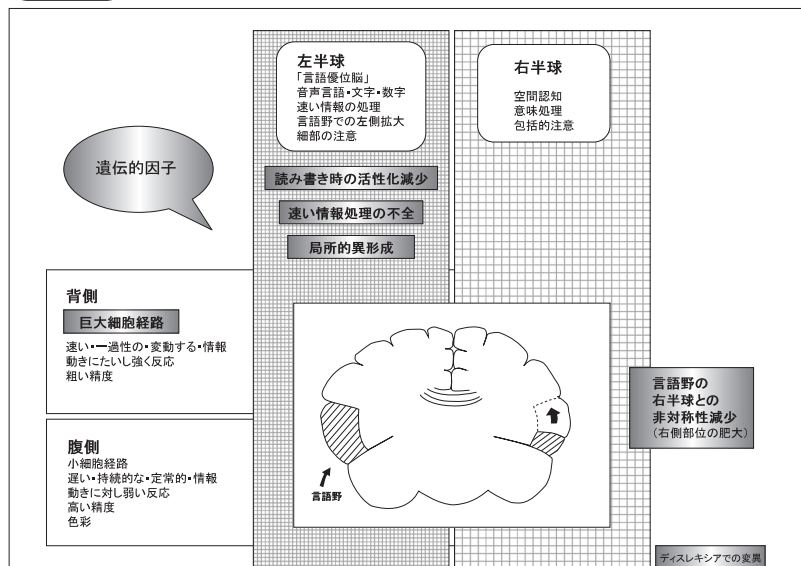 左半球
「言語優位脳」
音声言語・文字・数字
速い情報の処理
言語野での左側拡大
細部の注意
右半球
空間認知
意味処理
包括的注意
遺伝的因子
読み書き時の活性化減少
速い情報処理の不全
局所的異形成
背側
巨大細胞経路
速い・一過性の・変動する・情報
動きにたいし強く反応
粗い精度
腹側
小細胞経路
遅い・持続的な・定常的・情報
動きに対し弱い反応
高い精度
色彩
言語野
言語野の
右半球との
非対称性減少
（右側部位の肥大）
ディスレキシアでの変異